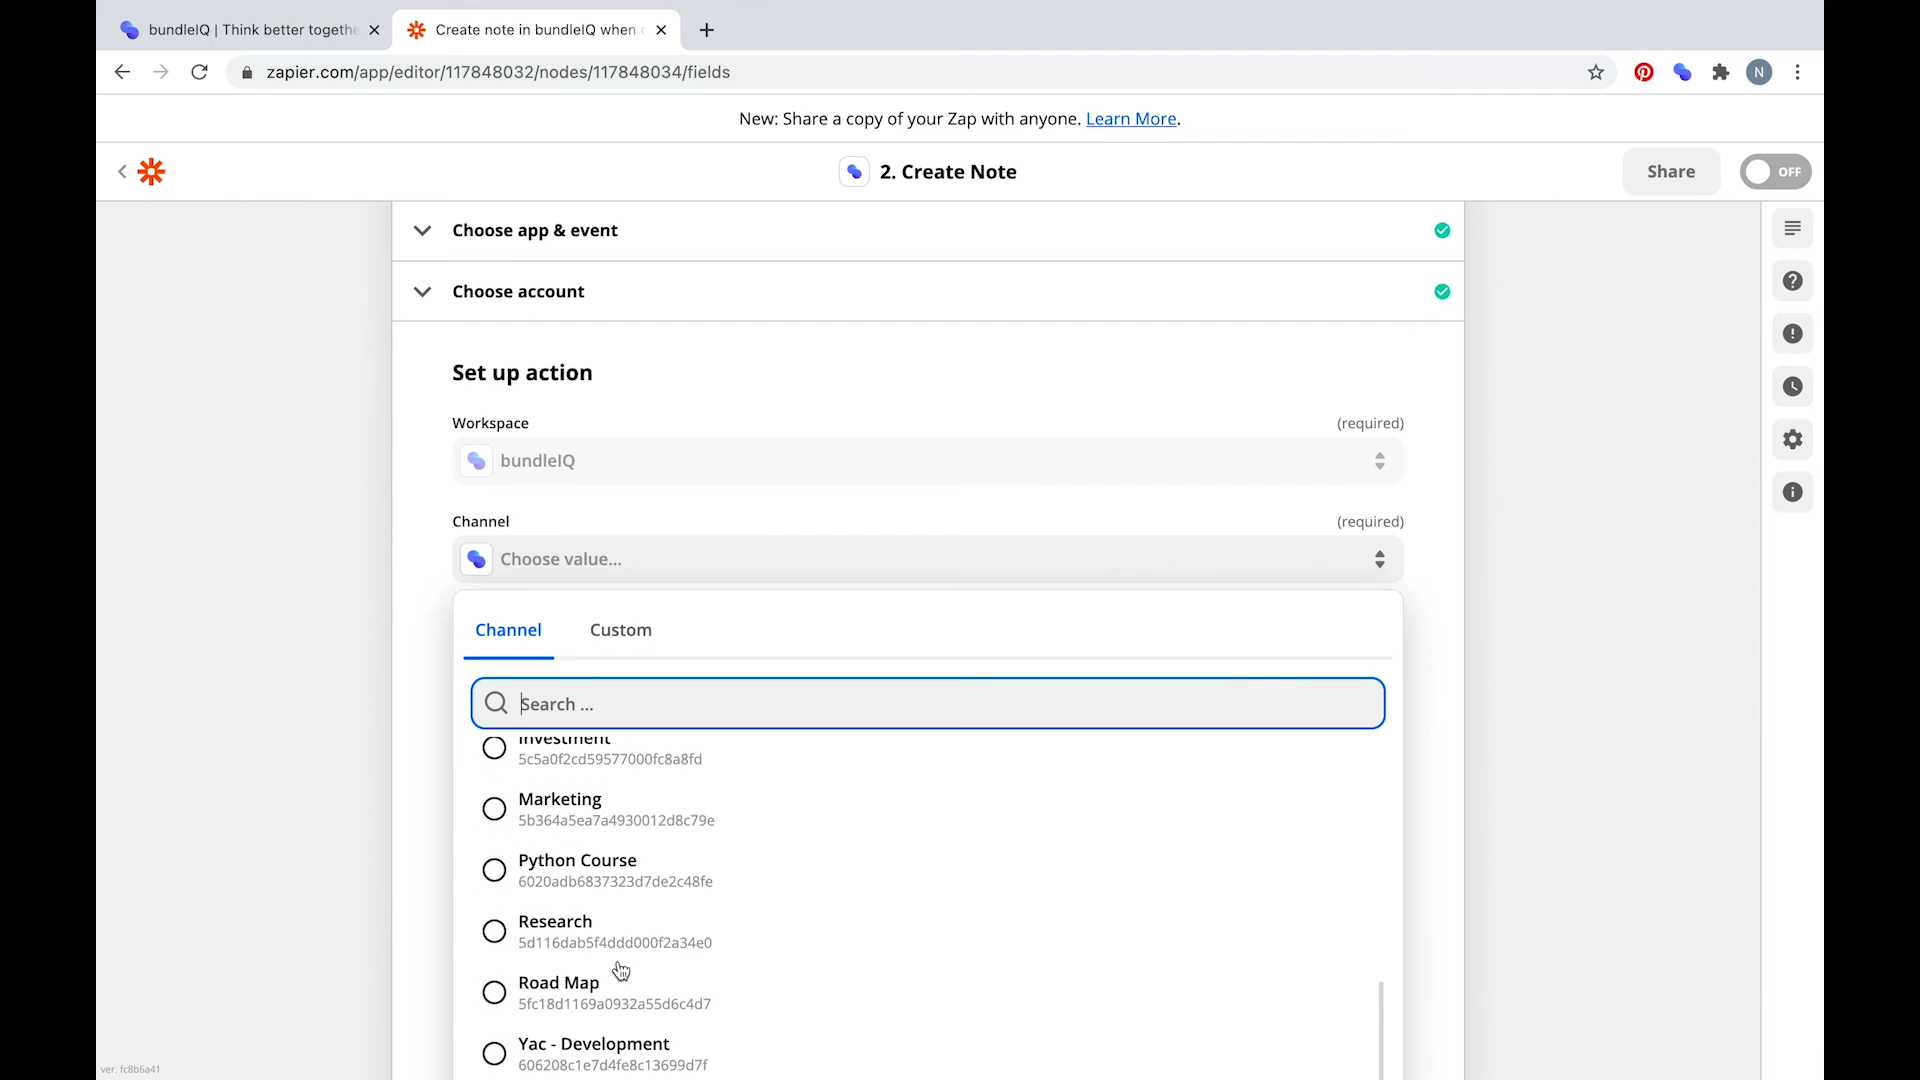 bundleIQ | Think better togethe
Create note in bundleIQ when
zapier.com/app/editor/117848032/nodes/117848034/fields
N
New: Share a copy of your Zap with anyone. Learn More.
2. Create Note
Share
OFF
Choose app & event
Choose account
Set up action
Workspace (required)
bundleIQ
Channel (required)
Choose value...
Channel Custom
Search ...
Investment
5c5a0f2cd59577000fc8a8fd
Marketing
5b364a5ea7a4930012d8c79e
Python Course
6020adb6837323d7de2c48fe
Research
5d116dab5f4ddd000f2a34e0
Road Map
5fc18d1169a0932a55d6c4d7
Yac - Development
606208c1e7d4fe8c13699d7f
ver. fc8b6a41